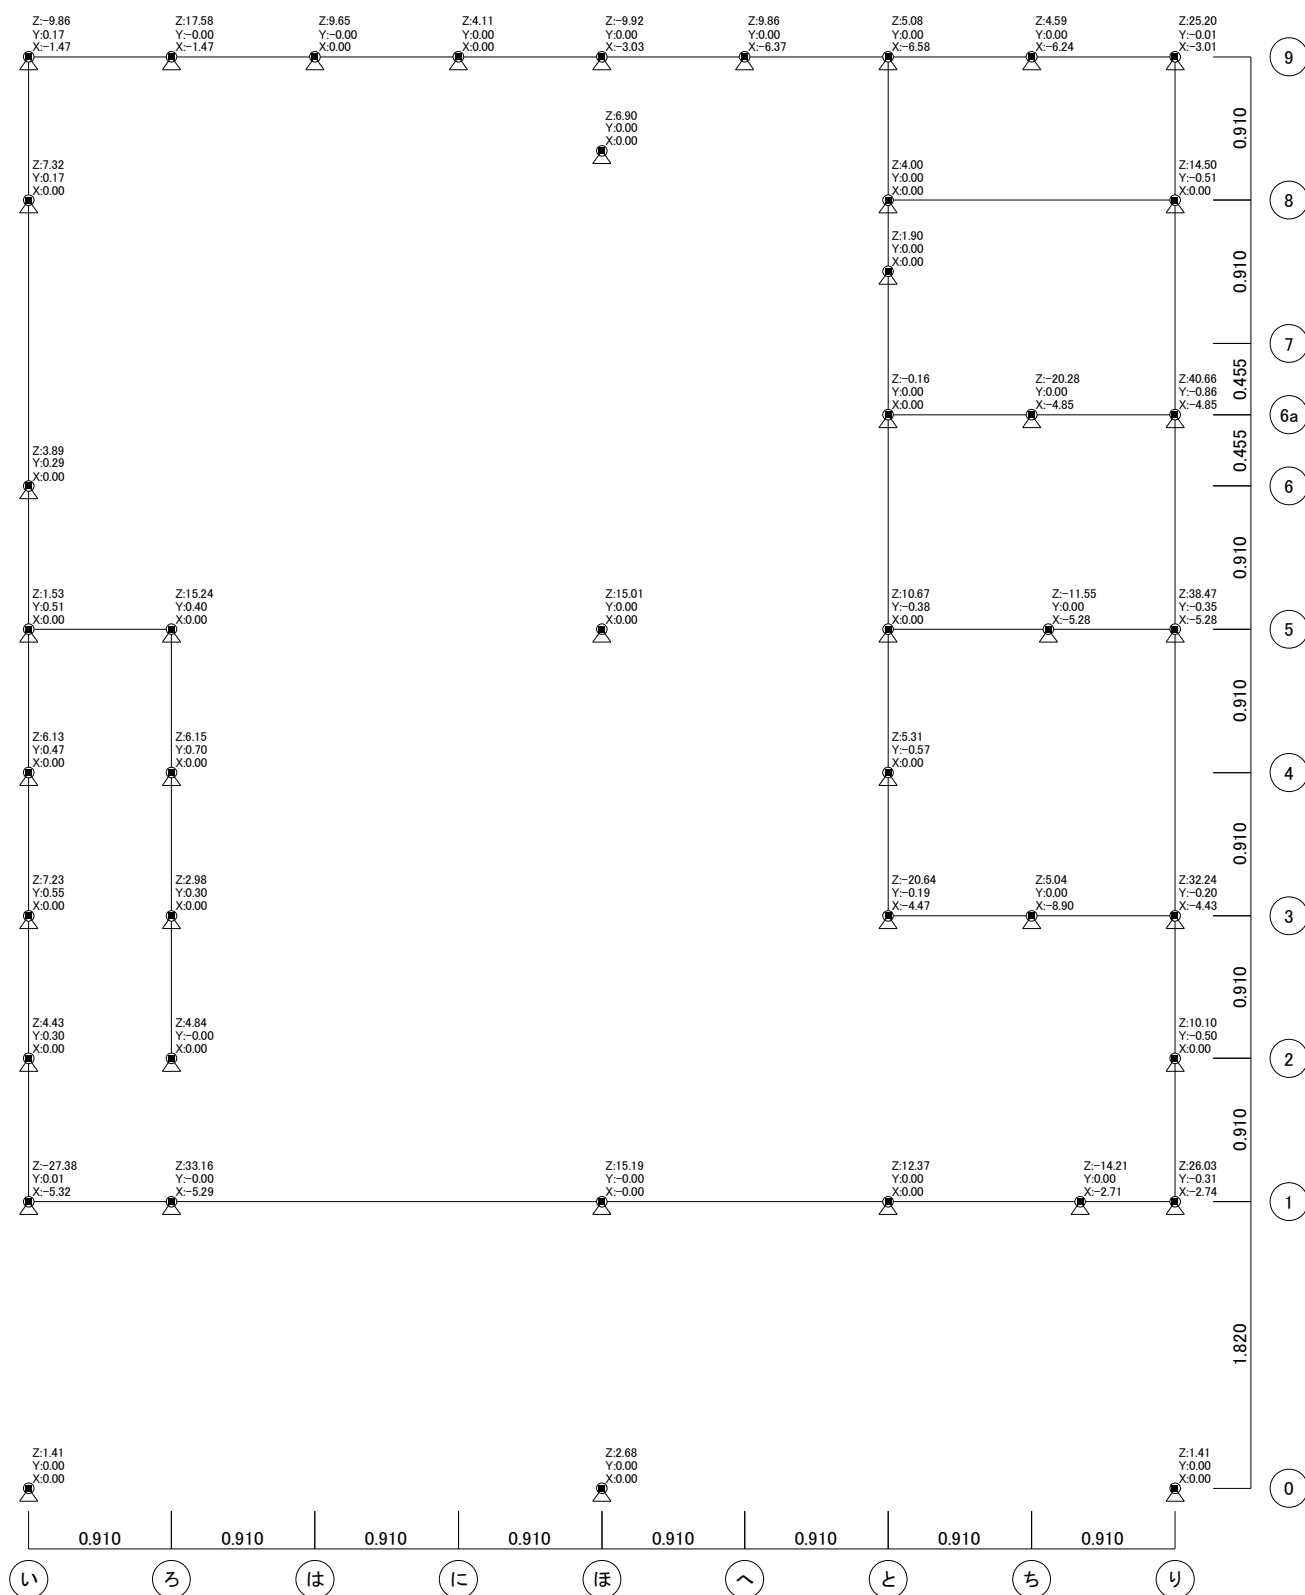 Z:-9.86
Y:0.17
X:-1.47
Z:17.58
Y:-0.00
X:-1.47
Z:9.65
Y:-0.00
X:0.00
Z:4.11
Y:0.00
X:0.00
Z:-9.92
Y:0.00
X:-3.03
Z:9.86
Y:0.00
X:-6.37
Z:5.08
Y:0.00
X:-6.58
Z:4.59
Y:0.00
X:-6.24
Z:25.20
Y:-0.01
X:-3.01
9
0.910
Z:6.90
Y:0.00
X:0.00
Z:7.32
Y:0.17
X:0.00
Z:4.00
Y:0.00
X:0.00
Z:14.50
Y:-0.51
X:0.00
8
Z:1.90
Y:0.00
X:0.00
0.910
7
0.455
Z:-0.16
Y:0.00
X:0.00
Z:-20.28
Y:0.00
X:-4.85
Z:40.66
Y:-0.86
X:-4.85
6a
0.455
Z:3.89
Y:0.29
X:0.00
6
0.910
Z:1.53
Y:0.51
X:0.00
Z:15.24
Y:0.40
X:0.00
Z:15.01
Y:0.00
X:0.00
Z:10.67
Y:-0.38
X:0.00
Z:-11.55
Y:0.00
X:-5.28
Z:38.47
Y:-0.35
X:-5.28
5
0.910
Z:6.13
Y:0.47
X:0.00
Z:6.15
Y:0.70
X:0.00
Z:5.31
Y:-0.57
X:0.00
4
0.910
Z:7.23
Y:0.55
X:0.00
Z:2.98
Y:0.30
X:0.00
Z:-20.64
Y:-0.19
X:-4.47
Z:5.04
Y:0.00
X:-8.90
Z:32.24
Y:-0.20
X:-4.43
3
0.910
Z:4.43
Y:0.30
X:0.00
Z:4.84
Y:-0.00
X:0.00
Z:10.10
Y:-0.50
X:0.00
2
0.910
Z:-27.38
Y:0.01
X:-5.32
Z:33.16
Y:-0.00
X:-5.29
Z:15.19
Y:-0.00
X:-0.00
Z:12.37
Y:0.00
X:0.00
Z:-14.21
Y:0.00
X:-2.71
Z:26.03
Y:-0.31
X:-2.74
1
1.820
Z:1.41
Y:0.00
X:0.00
Z:2.68
Y:0.00
X:0.00
Z:1.41
Y:0.00
X:0.00
0
0.910 0.910 0.910 0.910 0.910 0.910 0.910 0.910
い ろ は に ほ へ と ち り